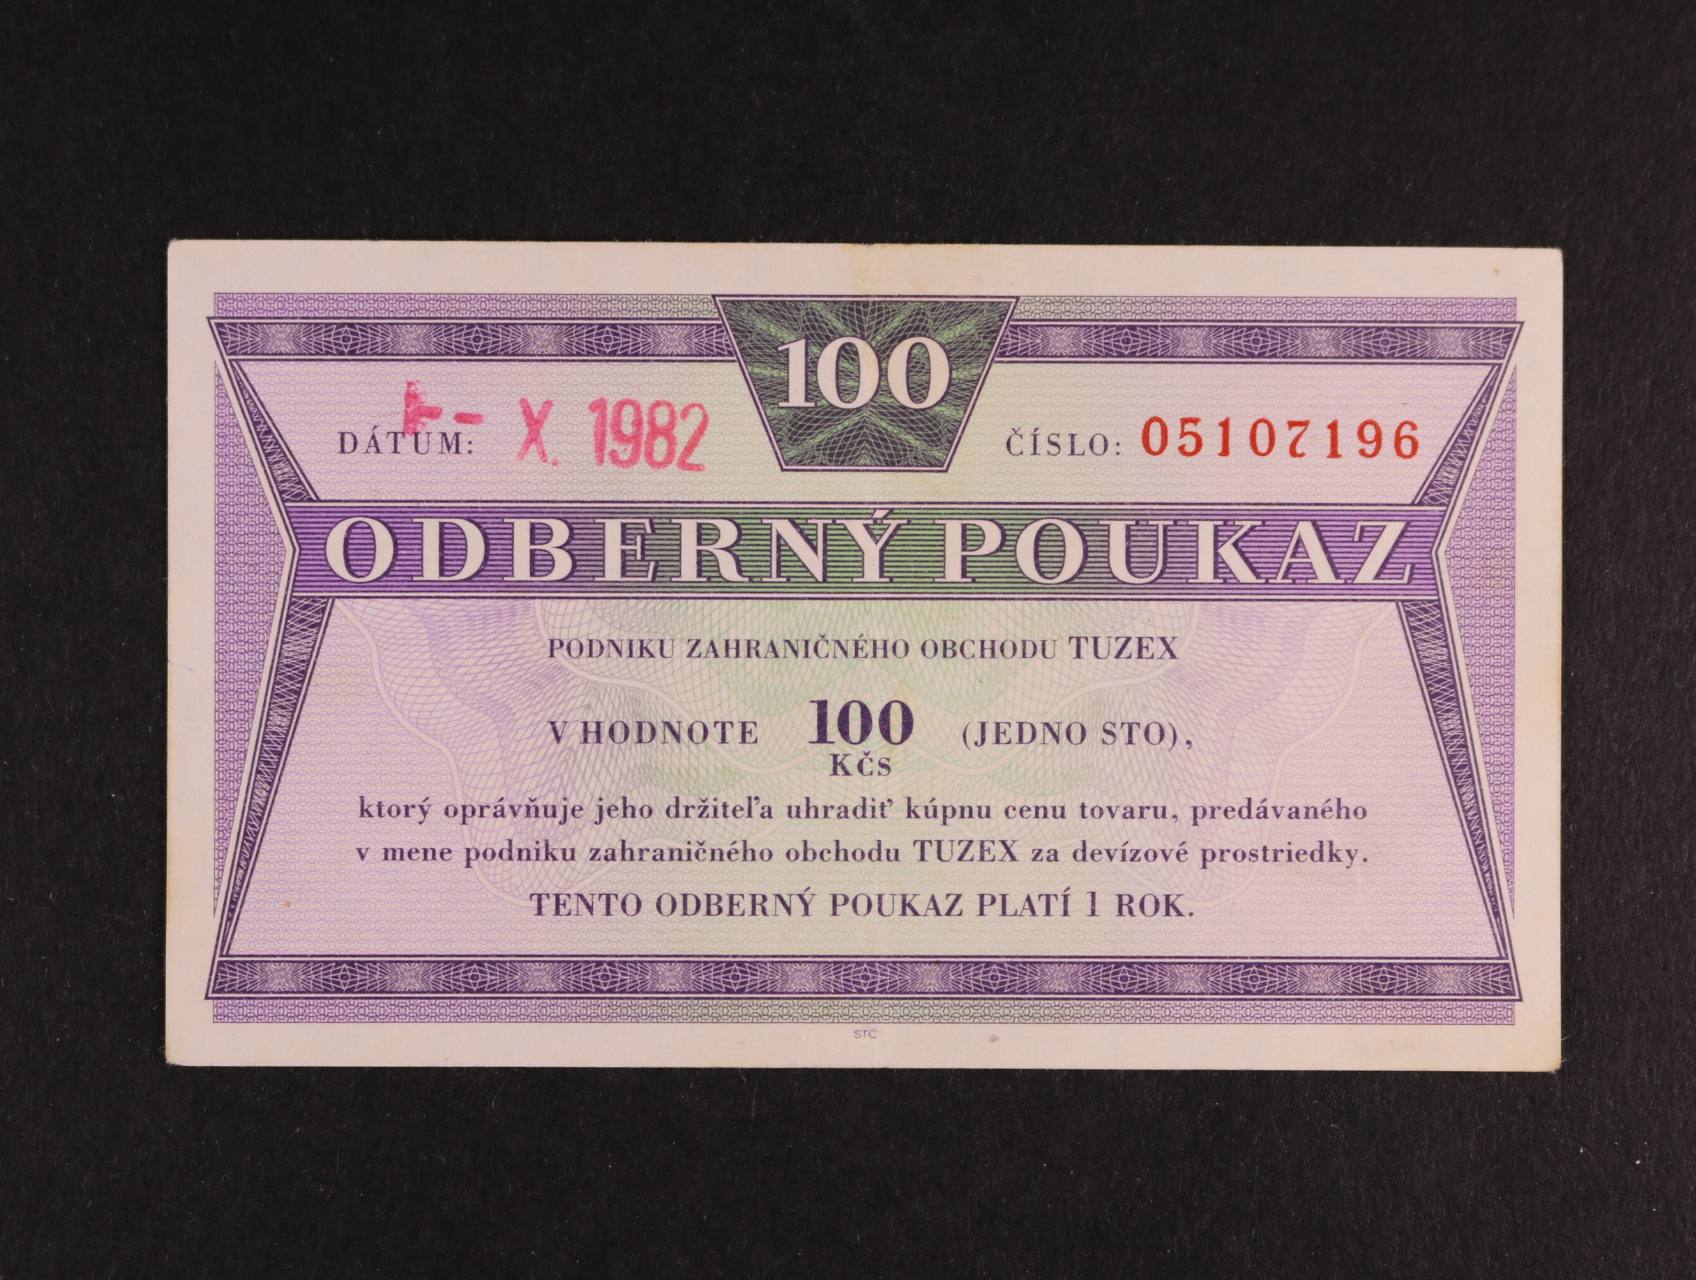 100
DÁTUM: - X. 1982 ČÍSLO: 05107196
ODBERNÝ POUKAZ
PODNIKU ZAHRANIČNÉHO OBCHODU TUZEX
V HODNOTE 100 (JEDNO STO),
KČS
ktorý oprávňuje jeho držiteľa uhradiť kúpnu cenu tovaru, predávaného
v mene podniku zahraničného obchodu TUZEX za devízové prostriedky.
TENTO ODBERNÝ POUKAZ PLATÍ 1 ROK.
STC